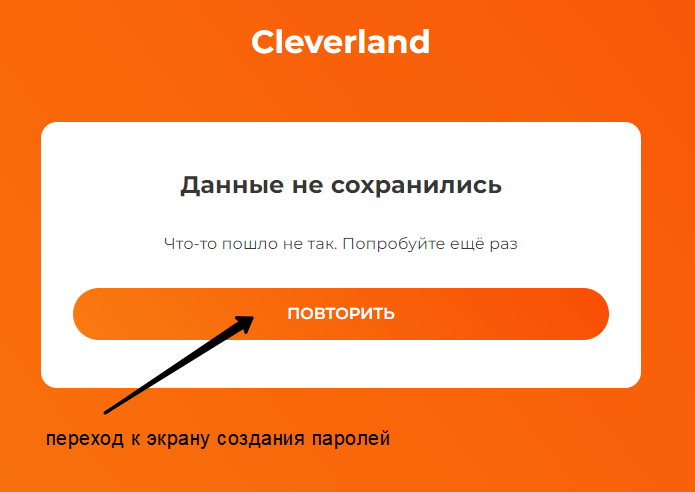 Cleverland
Данные не сохранились
Что-то пошло не так. Попробуйте ещё раз
ПОВТОРИТЬ
переход к экрану создания паролей